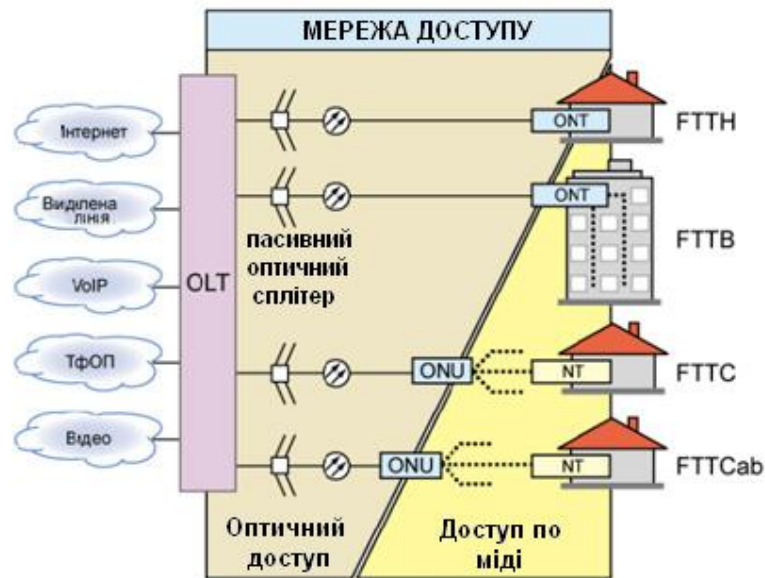 МЕРЕЖА ДОСТУПУ
Інтернет
Виділена
лінія
VoIP
ТфОП
Відео
OLT
пасивний
оптичний
сплітер
ONT
FTTH
ONT
FTTB
ONU
NT
FTTC
ONU
NT
FTTCab
Оптичний
доступ
Доступ по
міді